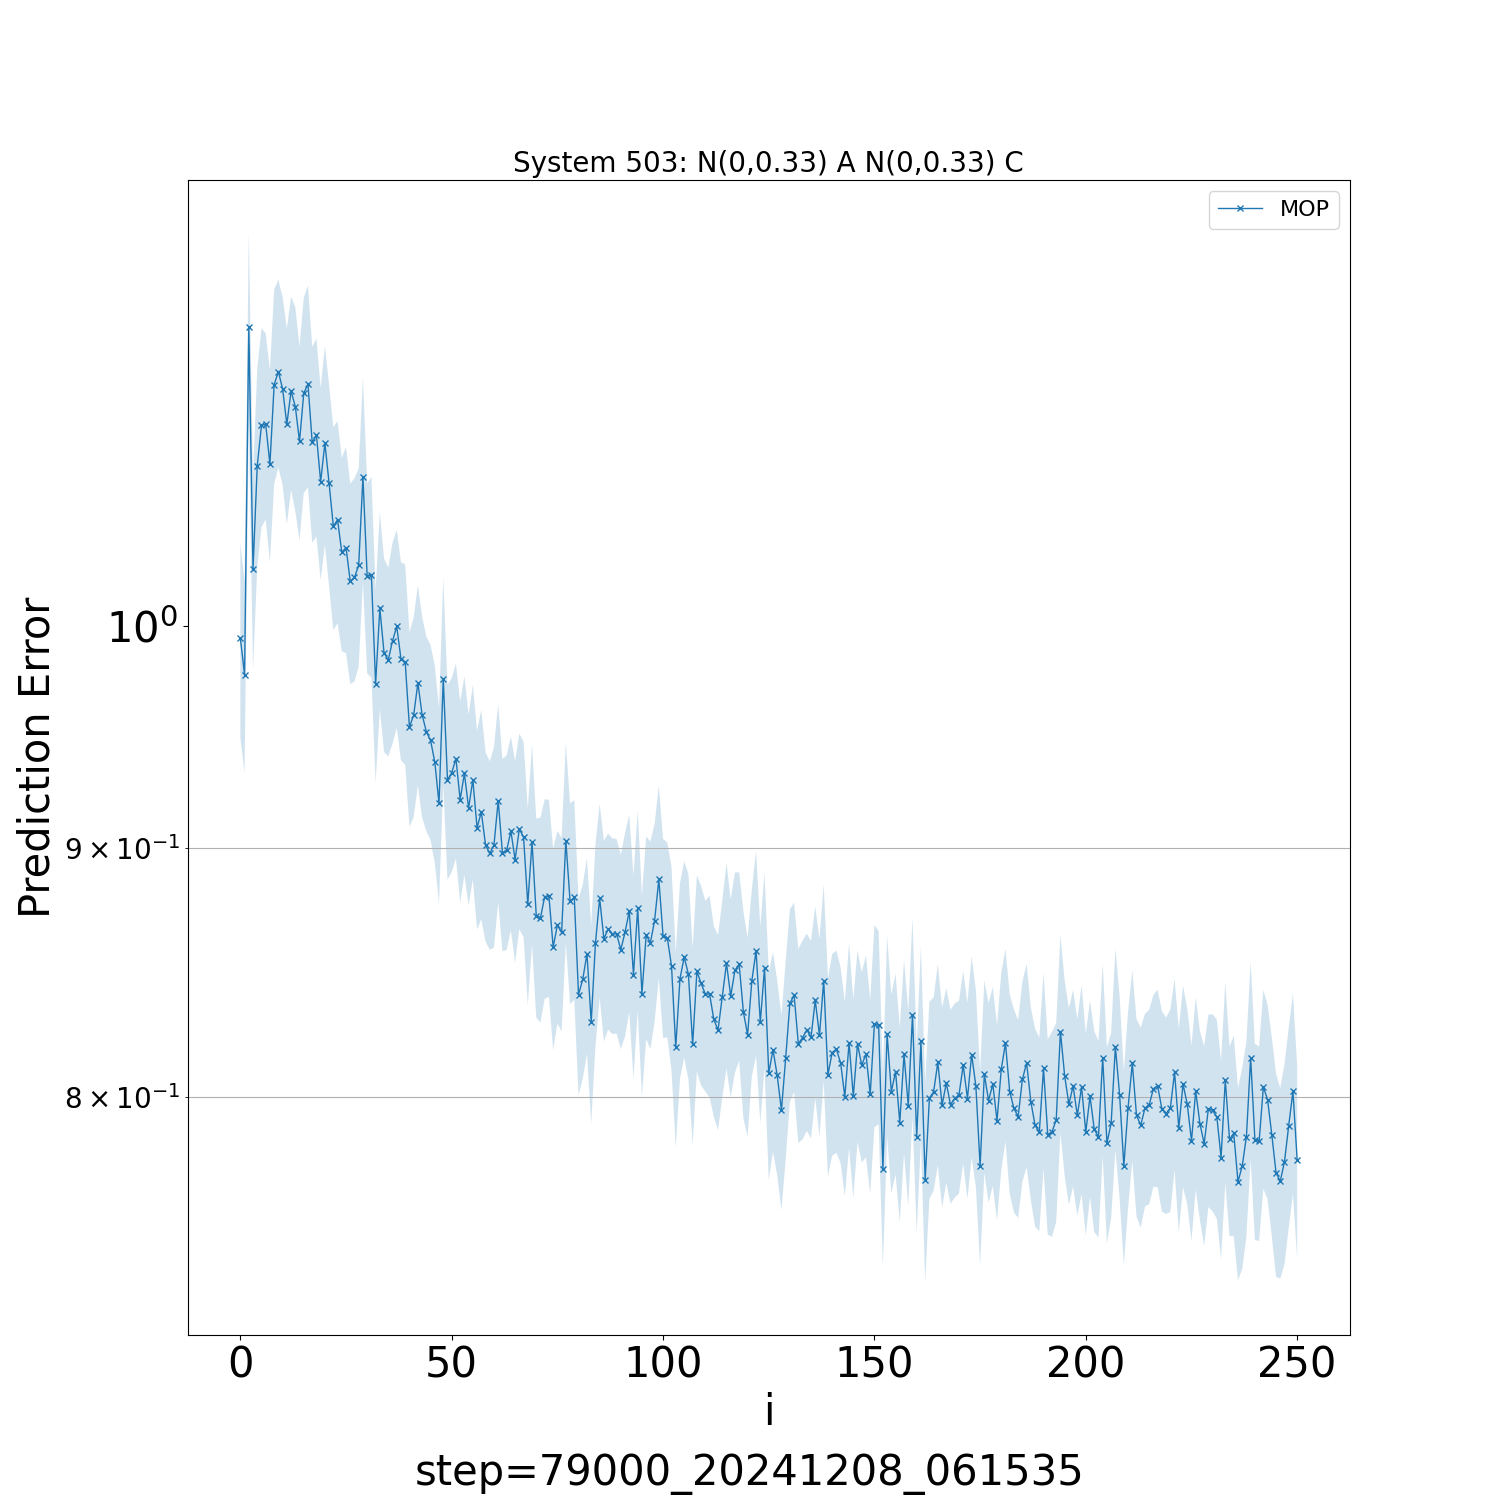 System 503: N(0,0.33) A N(0,0.33) C
MOP
Prediction Error
10⁰
9 × 10⁻¹
8 × 10⁻¹
0 50 100 150 200 250
i
step=79000_20241208_061535